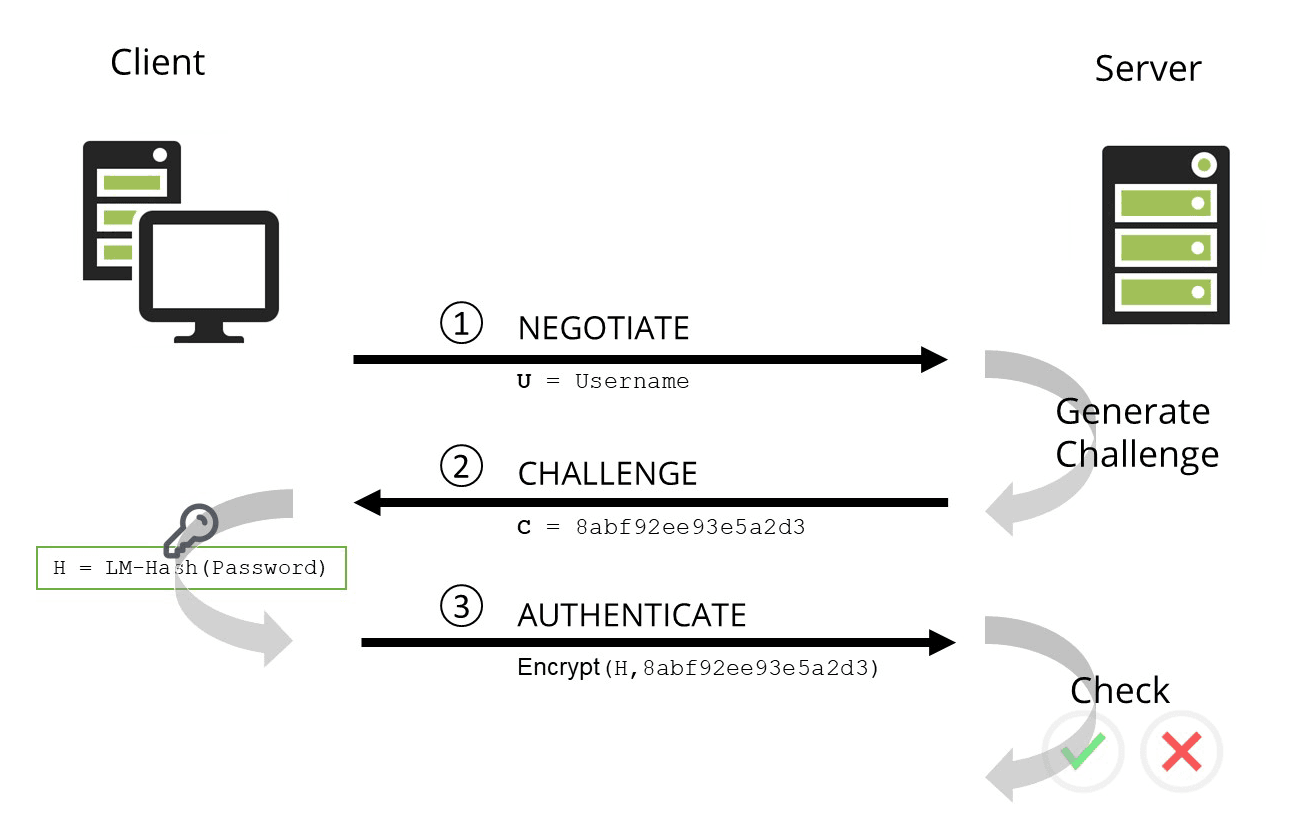 Client
Server
① NEGOTIATE
U = Username
Generate
Challenge
② CHALLENGE
C = 8abf92ee93e5a2d3
H = LM-Hash(Password)
③ AUTHENTICATE
Encrypt(H,8abf92ee93e5a2d3)
Check